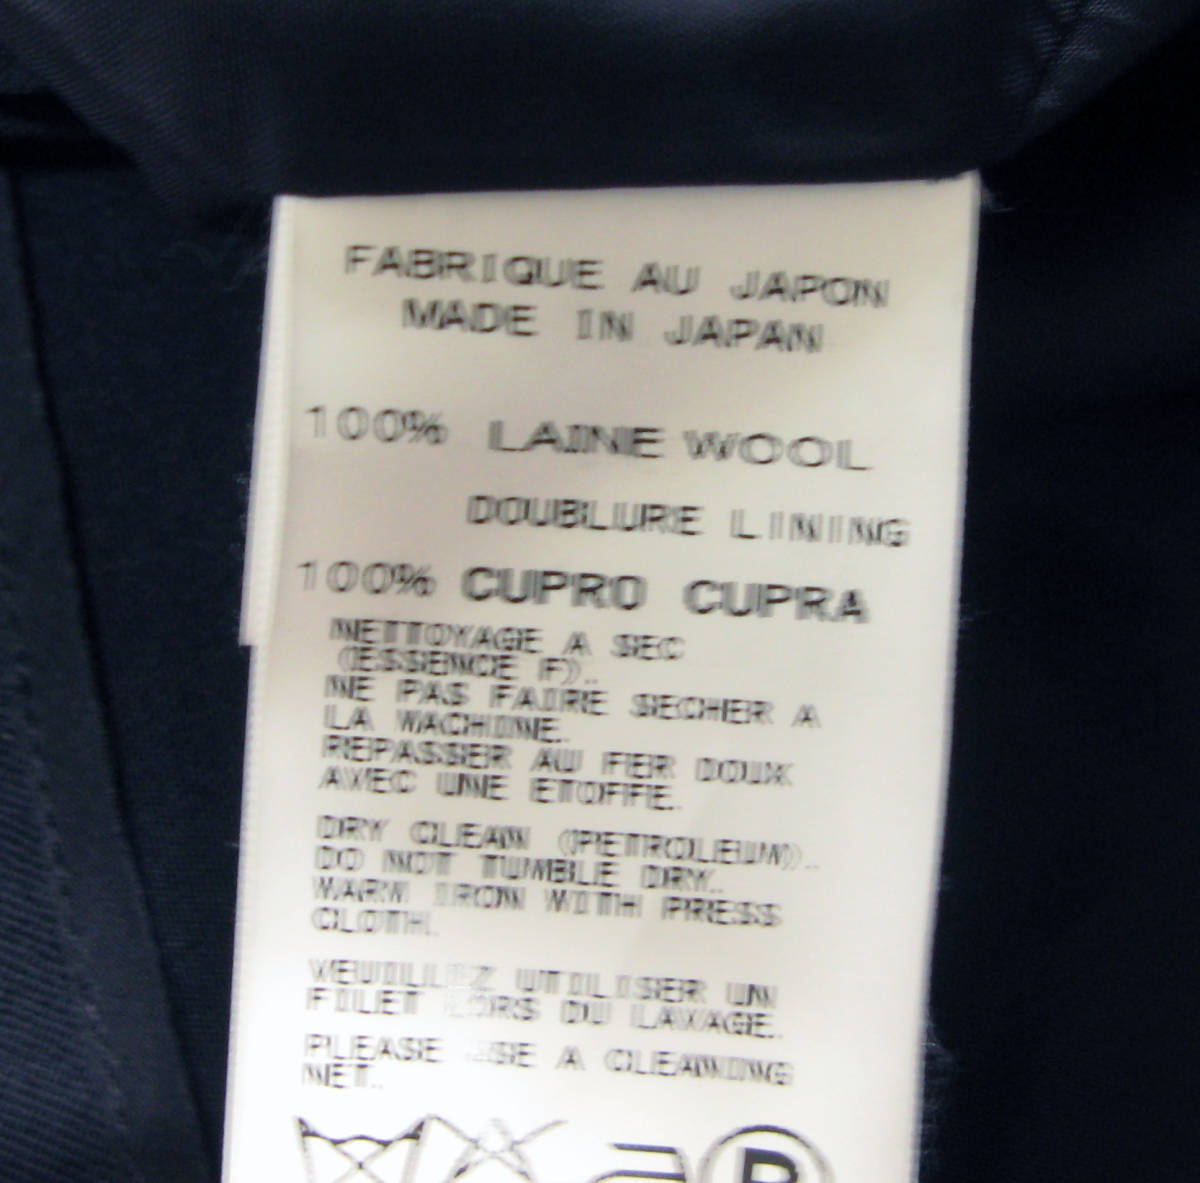 FABRIQUE AU JAPON
MADE IN JAPAN
100% LAINE WOOL
DOUBLURE LINING
100% CUPRO CUPRA
NETTOYAGE A SEC
(ESSENCE F).
NE PAS FAIRE SECHER A
LA MACHINE.
REPASSER AU FER DOUX
AVEC UNE ETOFFE.
DRY CLEAN (PETROLEUM).
DO NOT TUMBLE DRY.
WARM IRON WITH PRESS
CLOTH.
VEUILLEZ UTILISER UN
FILET LORS DU LAVAGE.
PLEASE USE A CLEANING
NET.
P